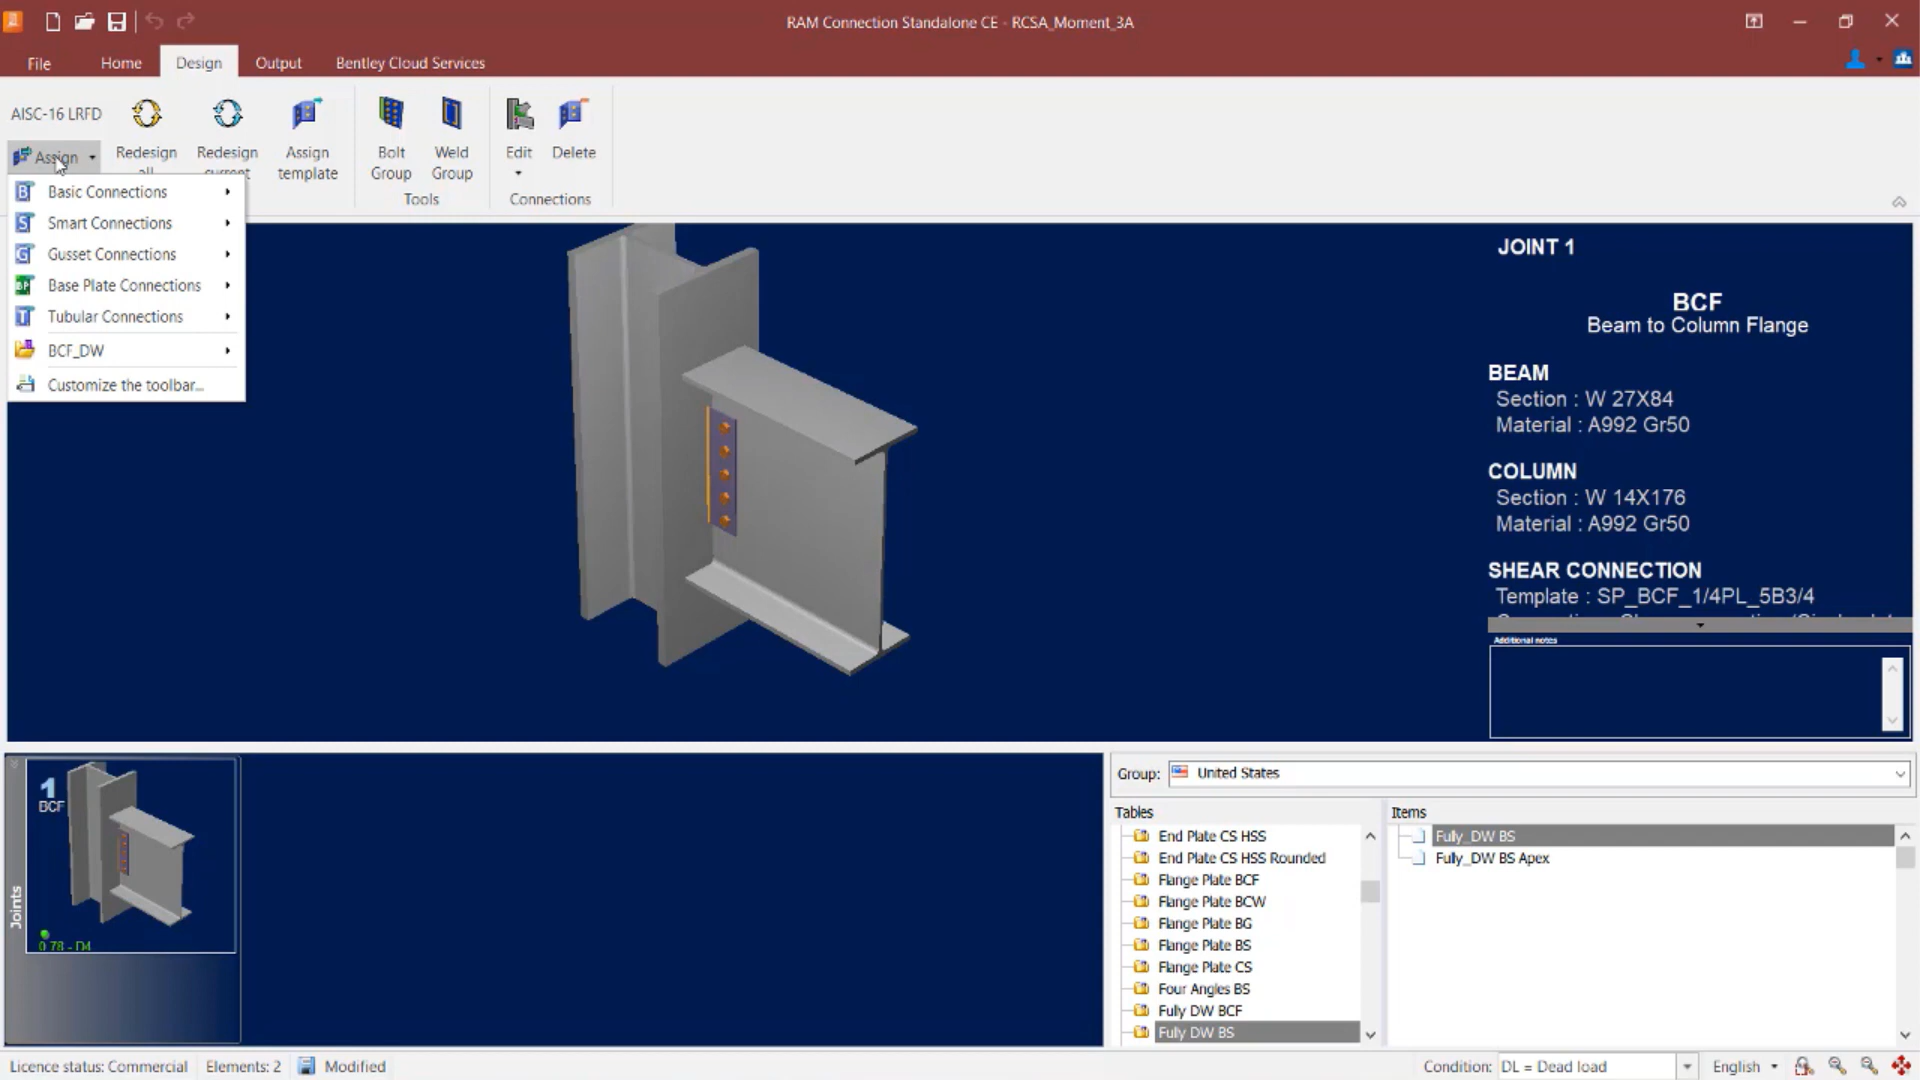 RAM Connection Standalone CE - RCSA_Moment_3A
File Home Design Output Bentley Cloud Services
AISC-16 LRFD
Assign
Redesign all
Redesign current
Assign template
Bolt Group
Weld Group
Tools
Edit
Delete
Connections
B Basic Connections
S Smart Connections
G Gusset Connections
BP Base Plate Connections
T Tubular Connections
BCF_DW
Customize the toolbar...
JOINT 1
BCF
Beam to Column Flange
BEAM
Section : W 27X84
Material : A992 Gr50
COLUMN
Section : W 14X176
Material : A992 Gr50
SHEAR CONNECTION
Template : SP_BCF_1/4PL_5B3/4
Additional notes
1
BCF
Joints
0.78 - D4
Group: United States
Tables
End Plate CS HSS
End Plate CS HSS Rounded
Flange Plate BCF
Flange Plate BCW
Flange Plate BG
Flange Plate BS
Flange Plate CS
Four Angles BS
Fully DW BCF
Fully DW BS
Items
Fully_DW BS
Fully_DW BS Apex
Licence status: Commercial Elements: 2 Modified Condition: DL = Dead load English